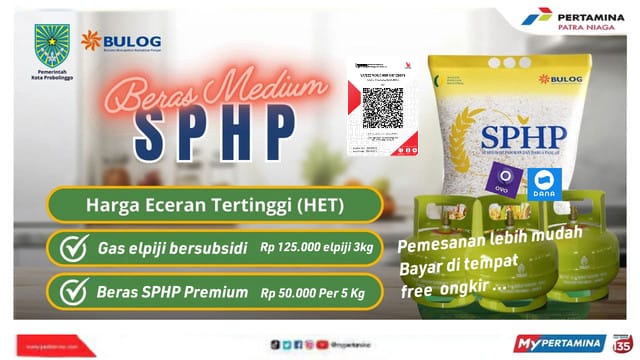 Pemerintah
Kota Probolinggo
BULOG
PERTAMINA
PATRA NIAGA
Beras Medium
SPHP
BULOG
SPHP
OVO
DANA
Harga Eceran Tertinggi (HET)
Gas elpiji bersubsidi Rp 125.000 elpiji 3kg
Beras SPHP Premium Rp 50.000 Per 5 Kg
Pemesanan lebih mudah
Bayar di tempat
free ongkir ...
@mypertamina
MyPERTAMINA
135